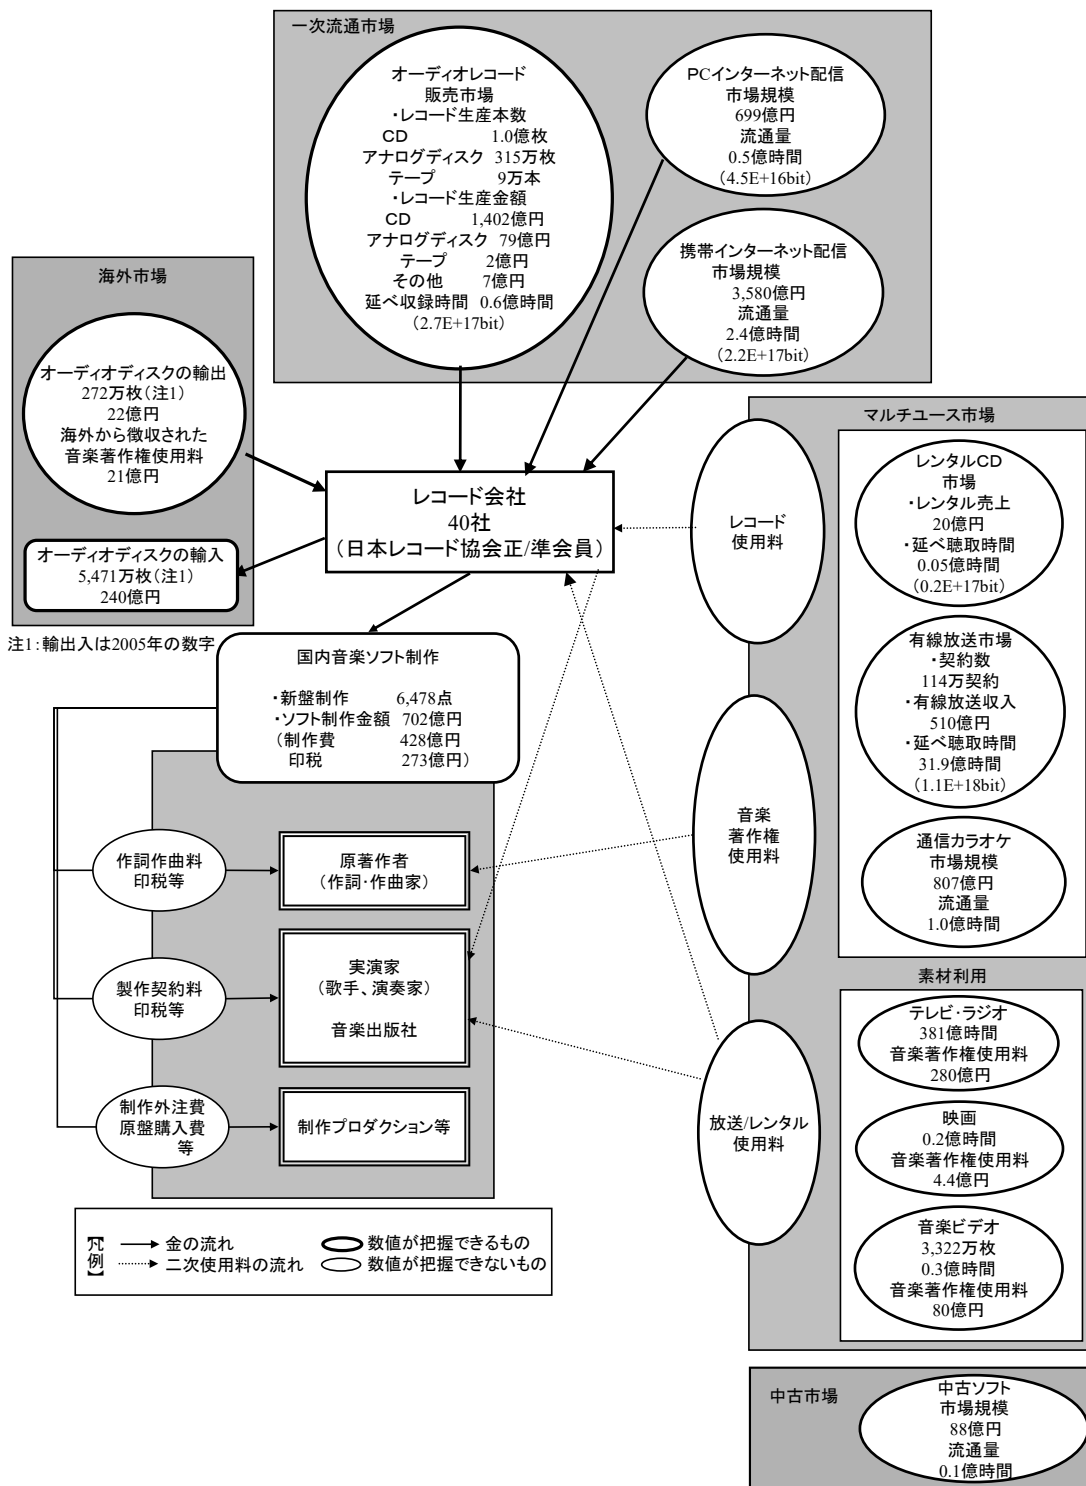 一次流通市場
オーディオレコード
販売市場
・レコード生産本数
CD 1.0億枚
アナログディスク 315万枚
テープ 9万本
・レコード生産金額
CD 1,402億円
アナログディスク 79億円
テープ 2億円
その他 7億円
延べ収録時間 0.6億時間
(2.7E+17bit)
PCインターネット配信
市場規模
699億円
流通量
0.5億時間
(4.5E+16bit)
携帯インターネット配信
市場規模
3,580億円
流通量
2.4億時間
(2.2E+17bit)
海外市場
オーディオディスクの輸出
272万枚(注1)
22億円
海外から徴収された
音楽著作権使用料
21億円
オーディオディスクの輸入
5,471万枚(注1)
240億円
注1:輸出入は2005年の数字
レコード会社
40社
(日本レコード協会正/準会員)
国内音楽ソフト制作
・新盤制作 6,478点
・ソフト制作金額 702億円
(制作費 428億円
印税 273億円)
作詞作曲料
印税等
原著作者
(作詞・作曲家)
製作契約料
印税等
実演家
(歌手、演奏家)
音楽出版社
制作外注費
原盤購入費
等
制作プロダクション等
レコード
使用料
音楽
著作権
使用料
放送/レンタル
使用料
マルチユース市場
レンタルCD
市場
・レンタル売上
20億円
・延べ聴取時間
0.05億時間
(0.2E+17bit)
有線放送市場
・契約数
114万契約
・有線放送収入
510億円
・延べ聴取時間
31.9億時間
(1.1E+18bit)
通信カラオケ
市場規模
807億円
流通量
1.0億時間
素材利用
テレビ・ラジオ
381億時間
音楽著作権使用料
280億円
映画
0.2億時間
音楽著作権使用料
4.4億円
音楽ビデオ
3,322万枚
0.3億時間
音楽著作権使用料
80億円
中古市場
中古ソフト
市場規模
88億円
流通量
0.1億時間
【凡例】
金の流れ
数値が把握できるもの
二次使用料の流れ
数値が把握できないもの